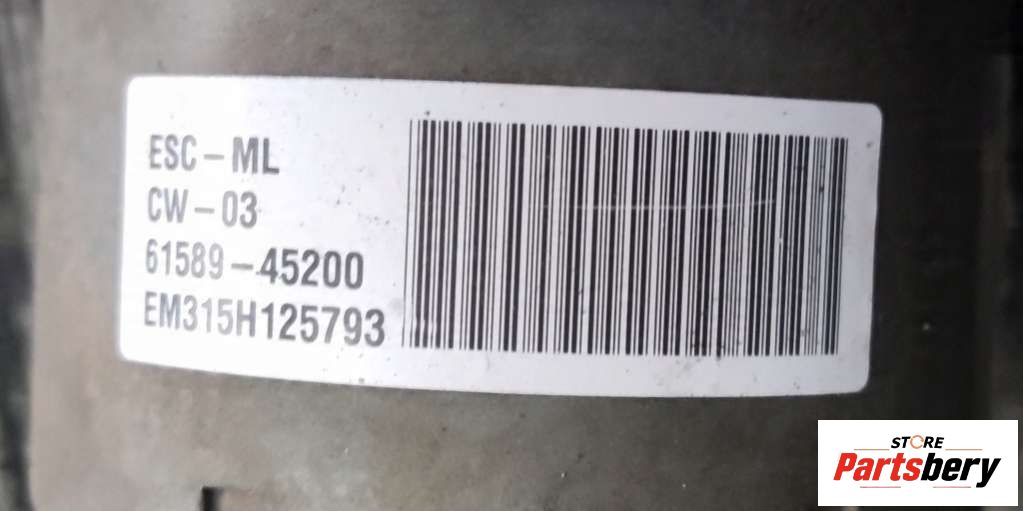 ESC-ML
CW-03
61589-45200
EM315H125793
STORE
Partsbery